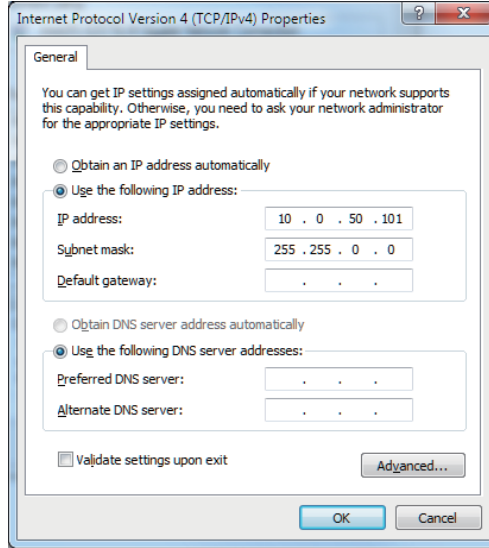 Internet Protocol Version 4 (TCP/IPv4) Properties
General
You can get IP settings assigned automatically if your network supports
this capability. Otherwise, you need to ask your network administrator
for the appropriate IP settings.
Obtain an IP address automatically
Use the following IP address:
IP address: 10 . 0 . 50 . 101
Subnet mask: 255 . 255 . 0 . 0
Default gateway: . . .
Obtain DNS server address automatically
Use the following DNS server addresses:
Preferred DNS server: . . .
Alternate DNS server: . . .
Validate settings upon exit
Advanced...
OK Cancel